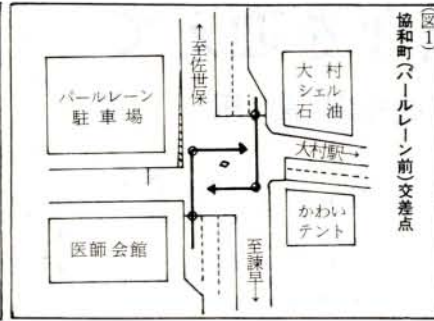 (図1)
協和町(パールレーン前)交差点
←至佐世保
パールレーン
駐車場
大村
シェル
石油
大村駅→
医師会館
至諫早→
かわい
テント